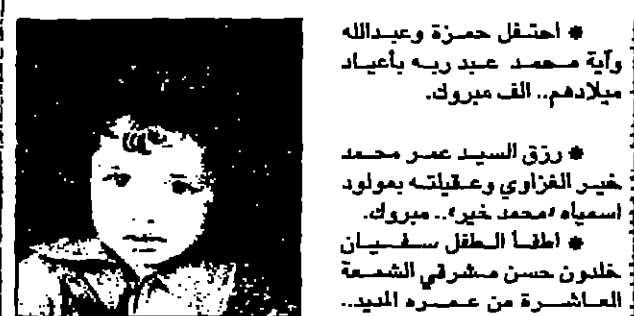 * احتفل حمزة وعبدالله
وآية محمد عبد ربه بأعياد
ميلادهم.. الف مبروك.
* رزق السيد عمر محمد
خير الغزاوي وعقيلته بمولود
اسمياه «محمد خير».. مبروك.
* اطفأ الطفل سفيان
خلدون حسن مشرقي الشمعة
العاشرة من عمره المديد..